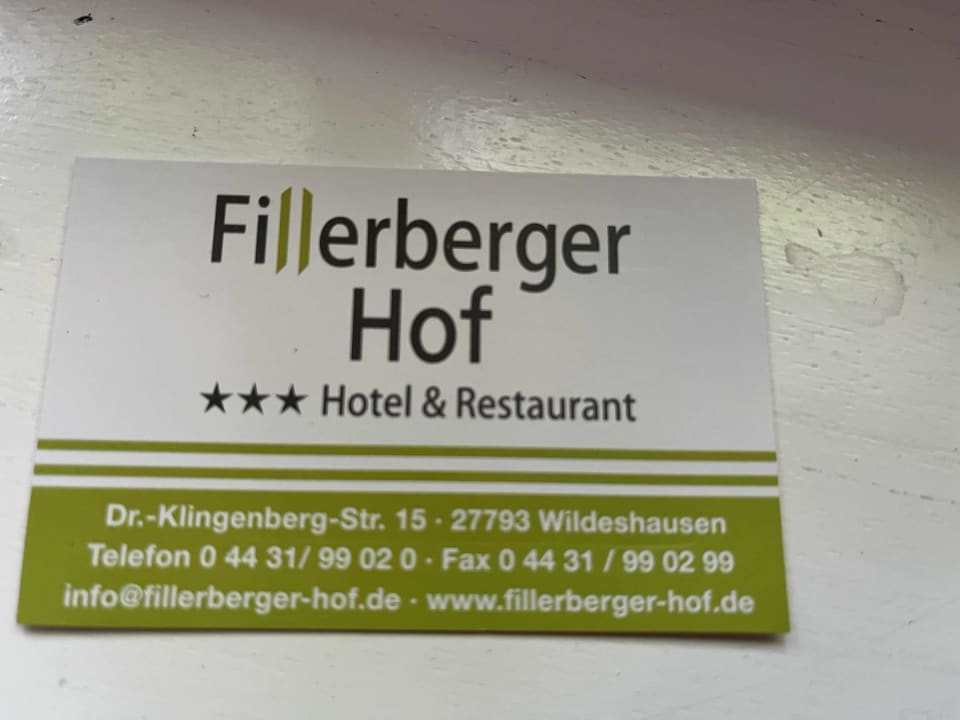 Fillerberger
Hof
★★★ Hotel & Restaurant
Dr.-Klingenberg-Str. 15 · 27793 Wildeshausen
Telefon 0 44 31/ 99 02 0 · Fax 0 44 31 / 99 02 99
info@fillerberger-hof.de · www.fillerberger-hof.de